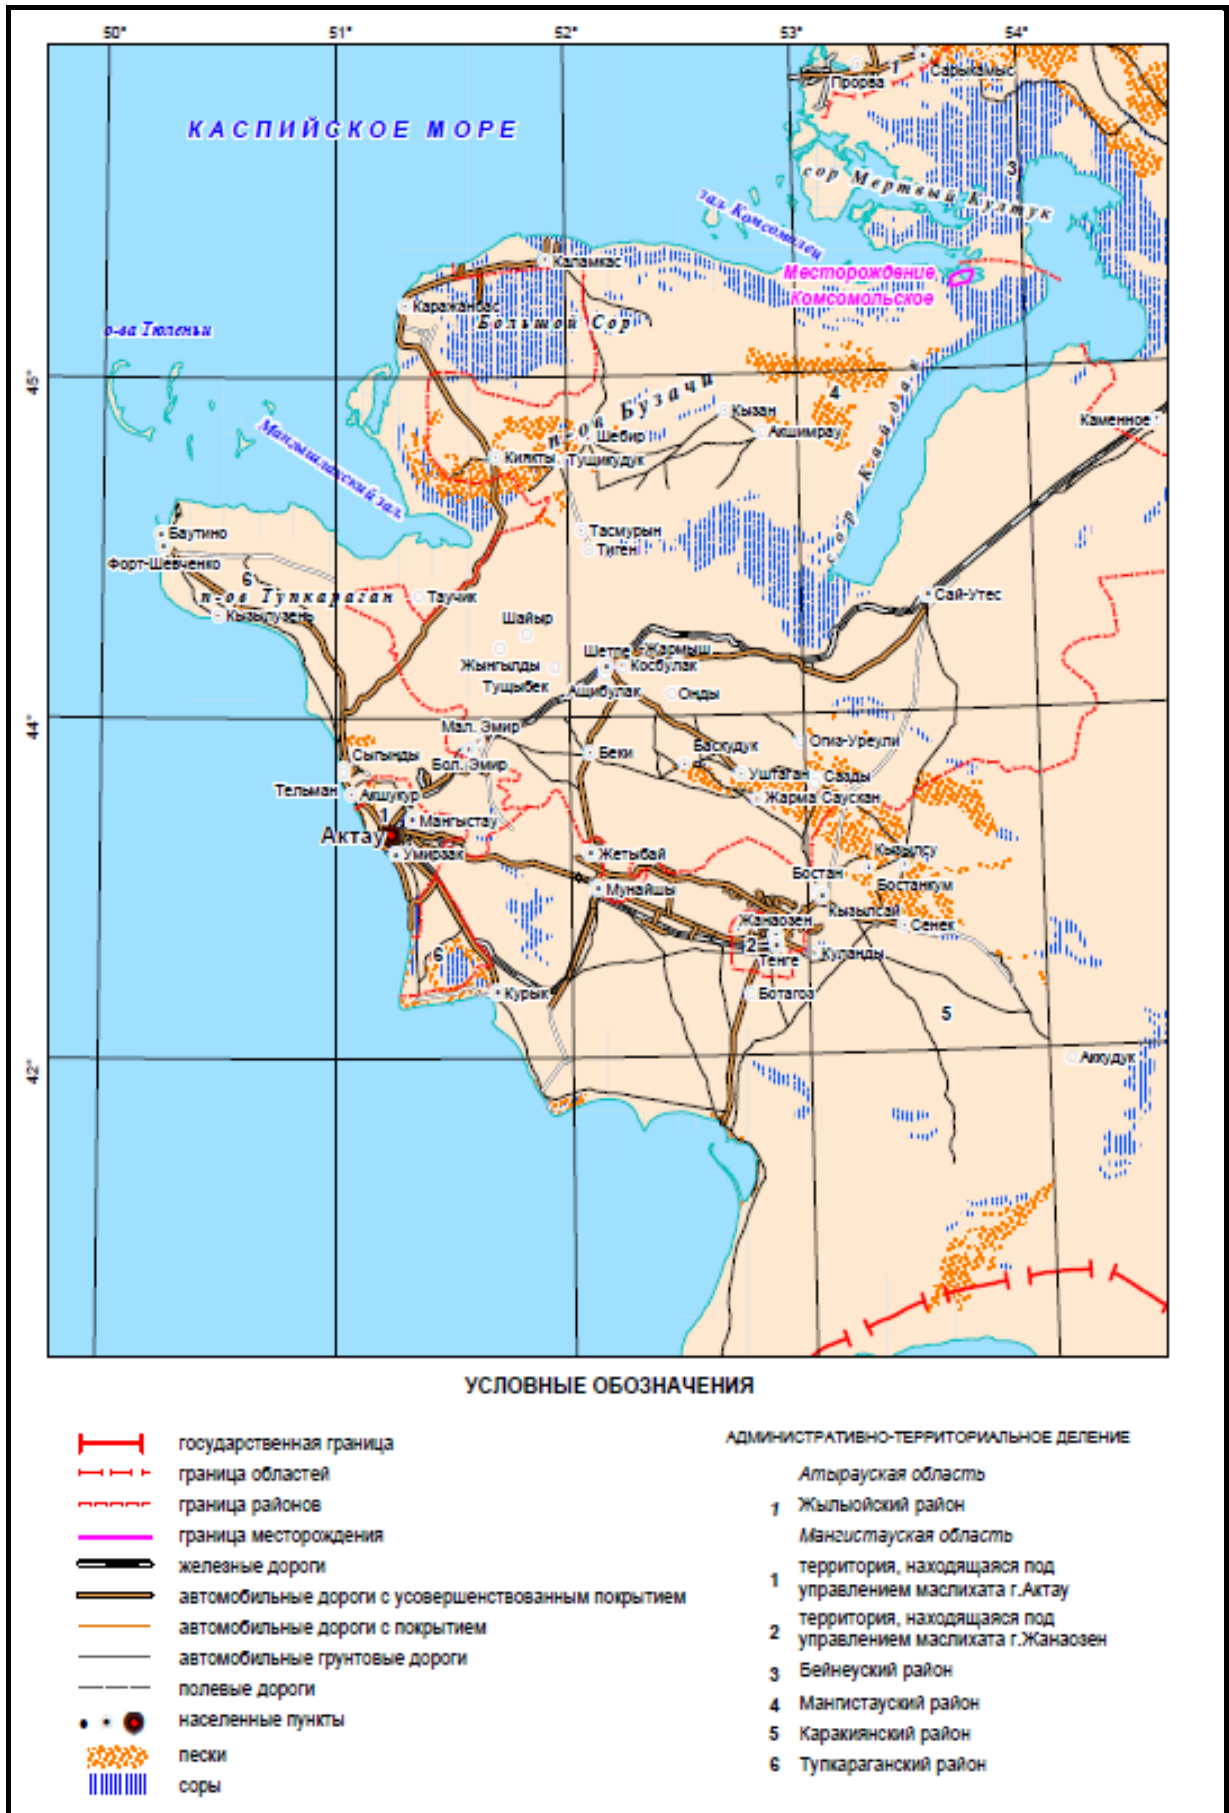 50° 51° 52° 53° 54°
КАСПИЙСКОЕ МОРЕ
Прорва
1
Сарыкамыс
3
сор Мертвый Култук
зал. Комсомолец
Месторождение
Комсомольское
Каламкас
Каражанбас
Большой Сор
о-ва Тюленьи
45°
п-ов Бузачи
4
Кызан
Акшимрау
Шебир
Каменное
Киякты
Тущикудук
Мангышлакский зал.
сор Кайдак
Тасмурын
Тигені
Баутино
Форт-Шевченко
6
п-ов Тупкараган
Кызылузень
Таучик
Сай-Утес
Шайыр
Шетпе
Жармыш
Жынгылды
Косбулак
Тущыбек
Ащибулак
Онды
44°
Мал. Эмир
Бол. Эмир
Беки
Баскудук
Огиз-Уреули
Сыгынды
Уштаган
Саады
Тельман
Акшукур
Жарма
Саускан
1
Мангыстау
Актау
Умирзак
Жетыбай
Кызылсу
Бостан
Бостанкум
Мунайшы
Кызылсай
Жанаозен
Сенек
2
Тенге
Куланды
6
Курык
Ботагоз
5
42°
Аккудук
УСЛОВНЫЕ ОБОЗНАЧЕНИЯ
государственная граница
граница областей
граница районов
граница месторождения
железные дороги
автомобильные дороги с усовершенствованным покрытием
автомобильные дороги с покрытием
автомобильные грунтовые дороги
полевые дороги
населенные пункты
пески
соры
АДМИНИСТРАТИВНО-ТЕРРИТОРИАЛЬНОЕ ДЕЛЕНИЕ
Атырауская область
1 Жылыойский район
Мангистауская область
1 территория, находящаяся под
управлением маслихата г.Актау
2 территория, находящаяся под
управлением маслихата г.Жанаозен
3 Бейнеуский район
4 Мангистауский район
5 Каракиянский район
6 Тупкараганский район